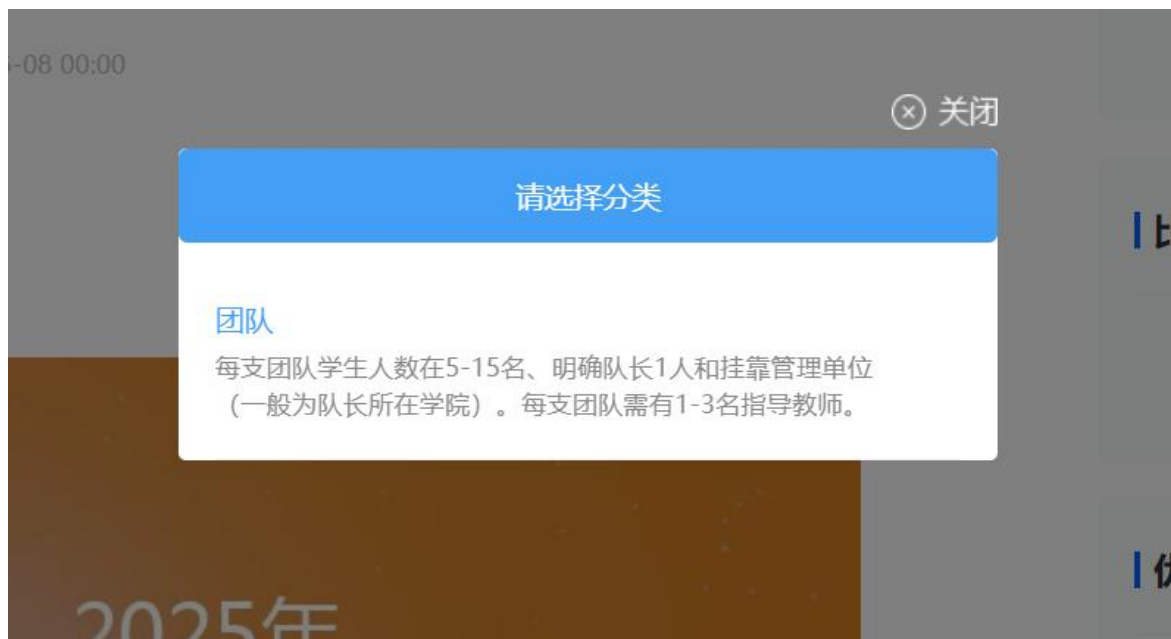 -08 00:00
关闭
请选择分类
团队
每支团队学生人数在5-15名、明确队长1人和挂靠管理单位
（一般为队长所在学院）。每支团队需有1-3名指导教师。
2025年